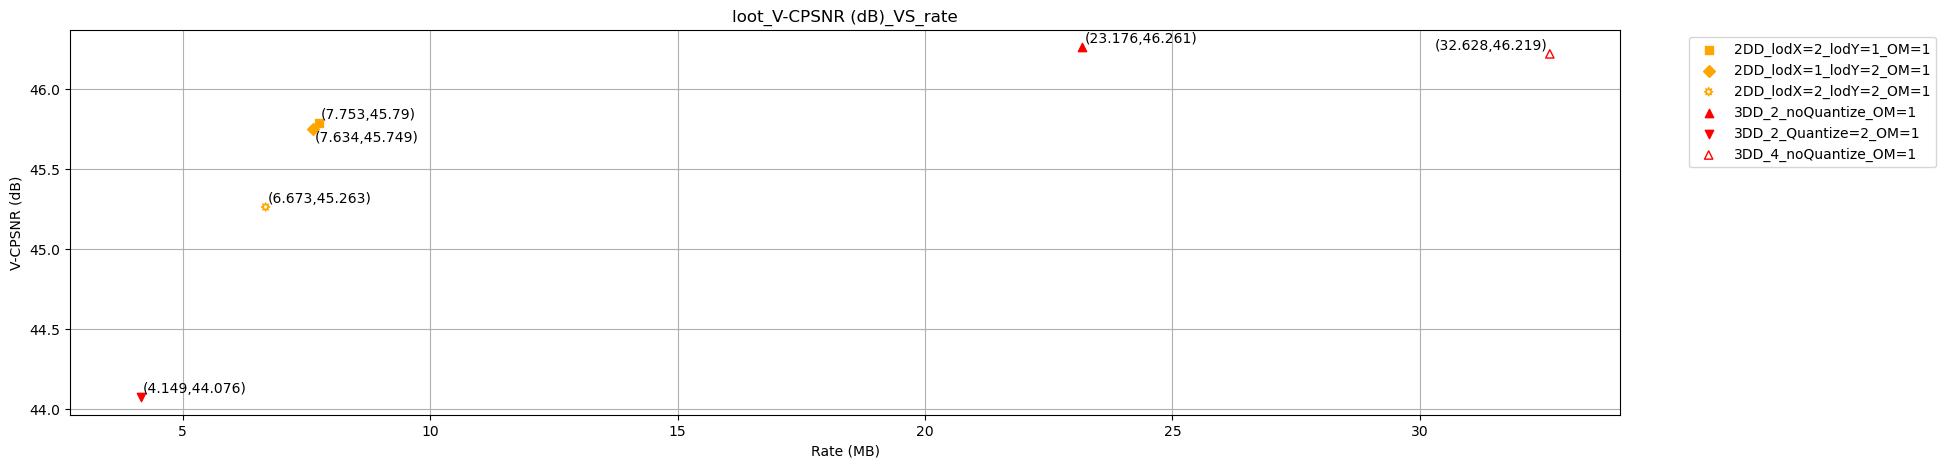 loot_V-CPSNR (dB)_VS_rate
V-CPSNR (dB)
46.0
45.5
45.0
44.5
44.0
(23.176,46.261)
(32.628,46.219)
(7.753,45.79)
(7.634,45.749)
(6.673,45.263)
(4.149,44.076)
5
10
15
20
25
30
Rate (MB)
2DD_lodX=2_lodY=1_OM=1
2DD_lodX=1_lodY=2_OM=1
2DD_lodX=2_lodY=2_OM=1
3DD_2_noQuantize_OM=1
3DD_2_Quantize=2_OM=1
3DD_4_noQuantize_OM=1